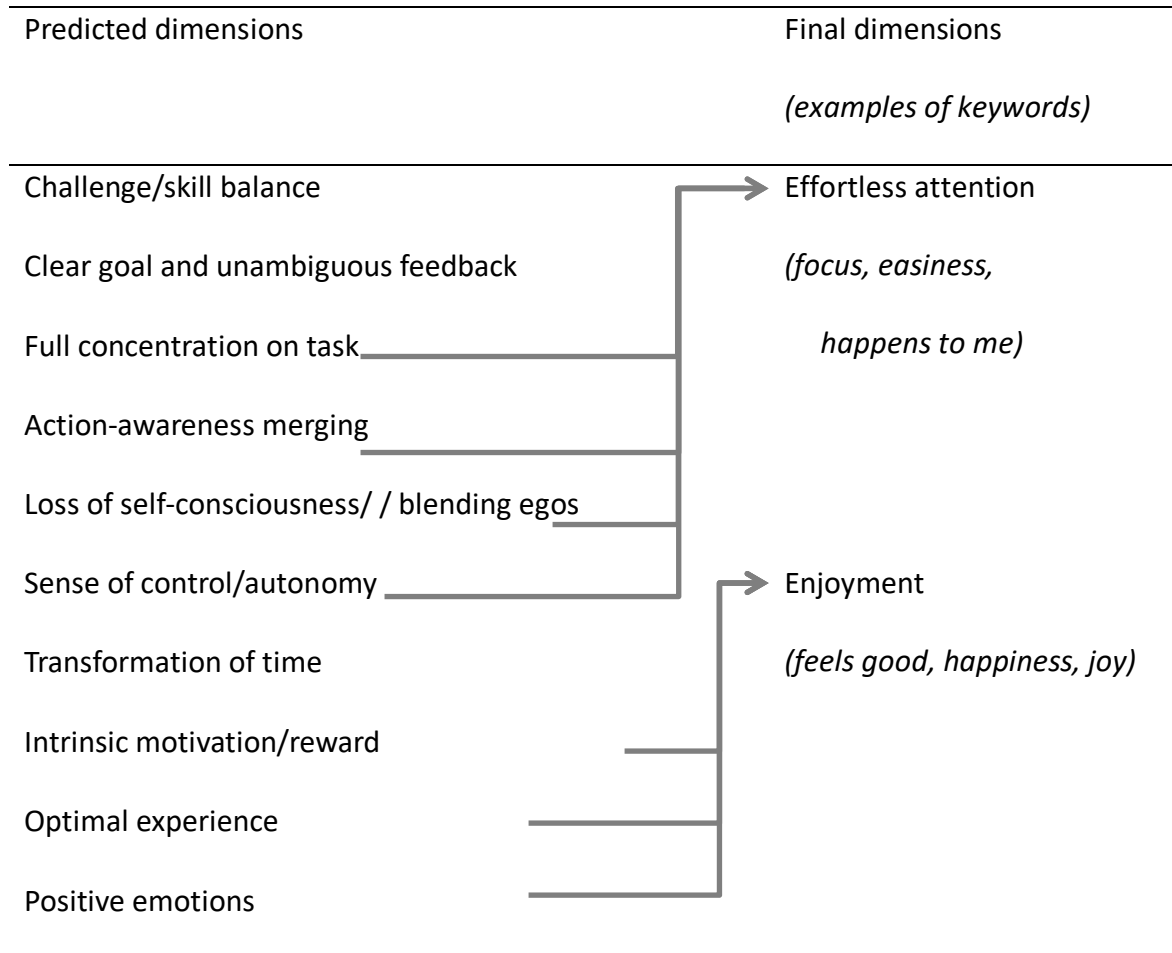 Predicted dimensions
Final dimensions
(examples of keywords)
Challenge/skill balance
Effortless attention
Clear goal and unambiguous feedback
(focus, easiness,
Full concentration on task
happens to me)
Action-awareness merging
Loss of self-consciousness/ / blending egos
Sense of control/autonomy
Enjoyment
Transformation of time
(feels good, happiness, joy)
Intrinsic motivation/reward
Optimal experience
Positive emotions